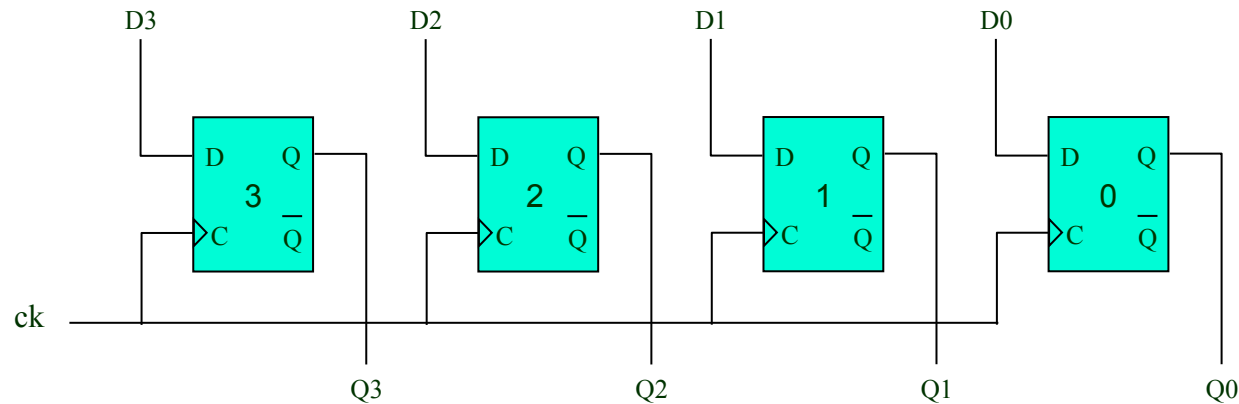 D3 D2 D1 D0
D Q D Q D Q D Q
3 2 1 0
C Q̅ C Q̅ C Q̅ C Q̅
ck
Q3 Q2 Q1 Q0